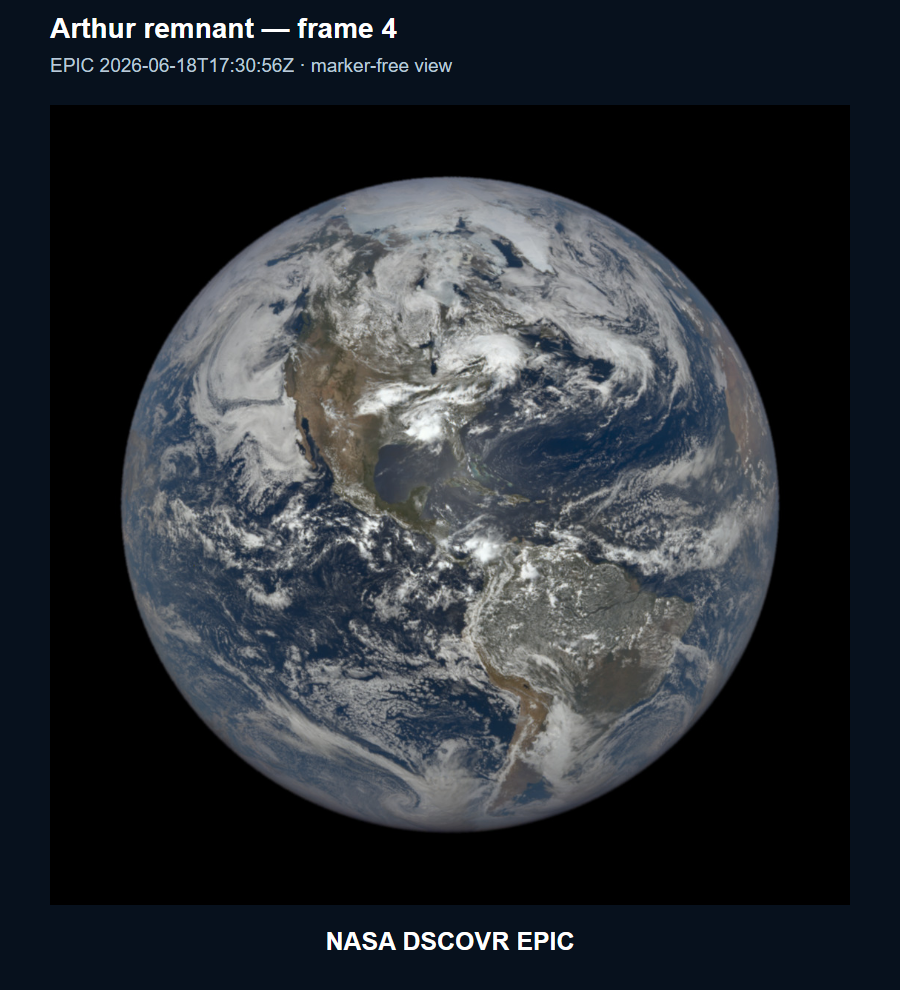 Arthur remnant — frame 4
EPIC 2026-06-18T17:30:56Z · marker-free view
NASA DSCOVR EPIC